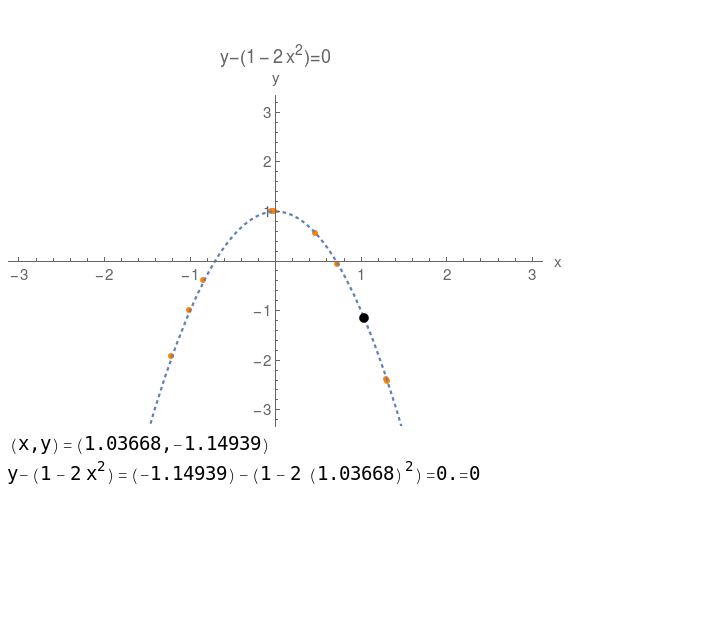 y−(1 − 2 x²)=0
y
3
2
1
−3 −2 −1 1 2 3 x
−1
−2
−3
(x,y)=(1.03668,−1.14939)
y−(1 − 2 x²)=(−1.14939)−(1−2 (1.03668)²)=0.=0